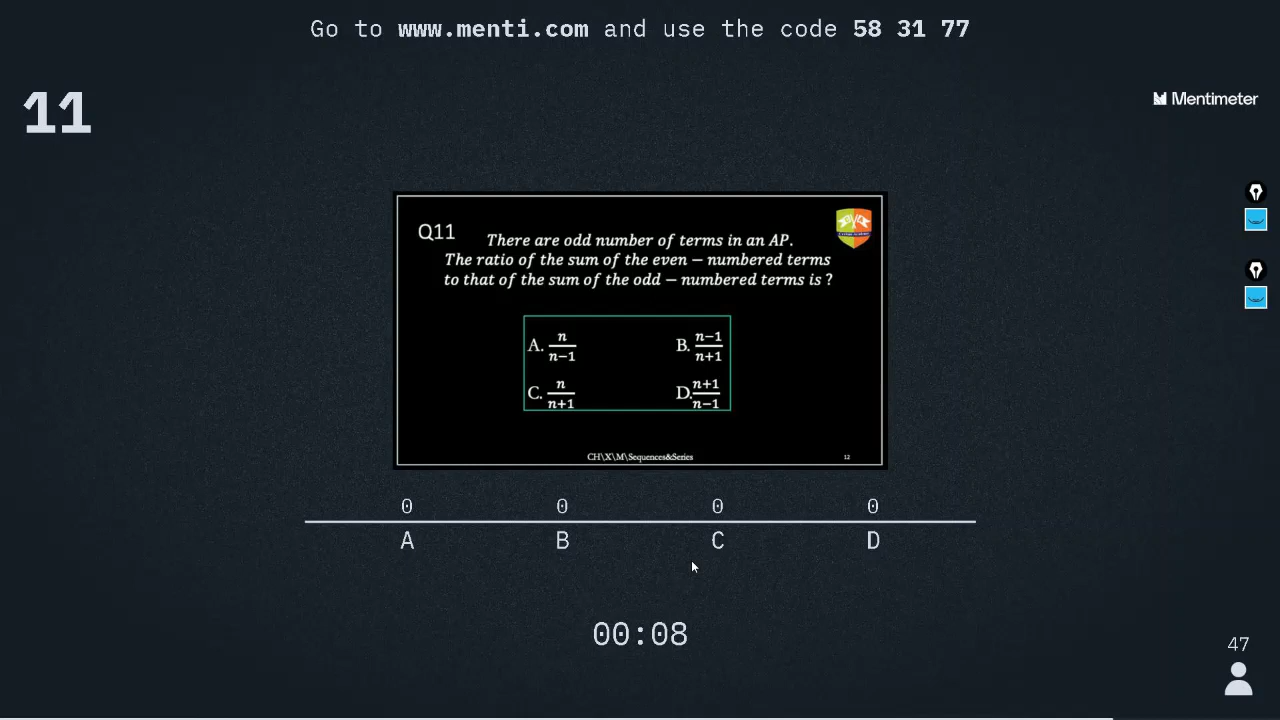 Go to www.menti.com and use the code 58 31 77
11
Mentimeter
Q11
There are odd number of terms in an AP.
The ratio of the sum of the even − numbered terms
to that of the sum of the odd − numbered terms is ?
A. n/n−1 B. n−1/n+1
C. n/n+1 D. n+1/n−1
CH\X\M\Sequences&Series 12
0 0 0 0
A B C D
00:08
47